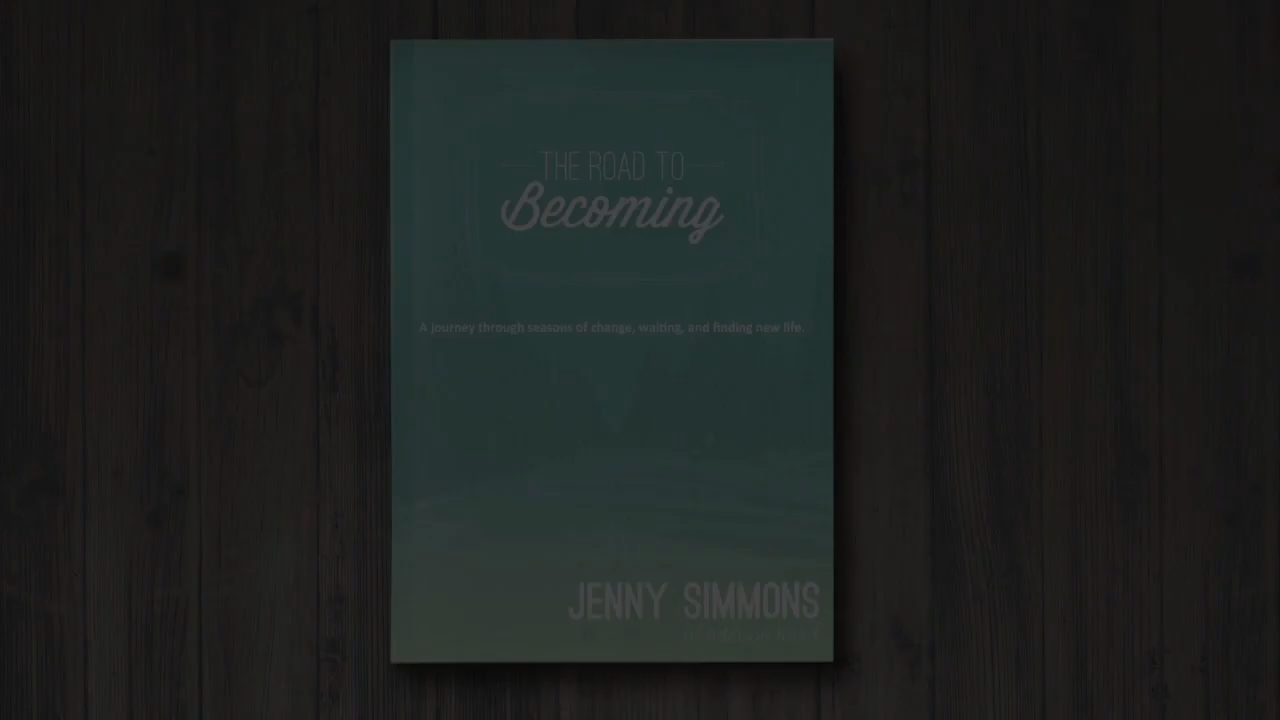 THE ROAD TO
Becoming
A journey through seasons of change, waiting, and finding new life.
JENNY SIMMONS